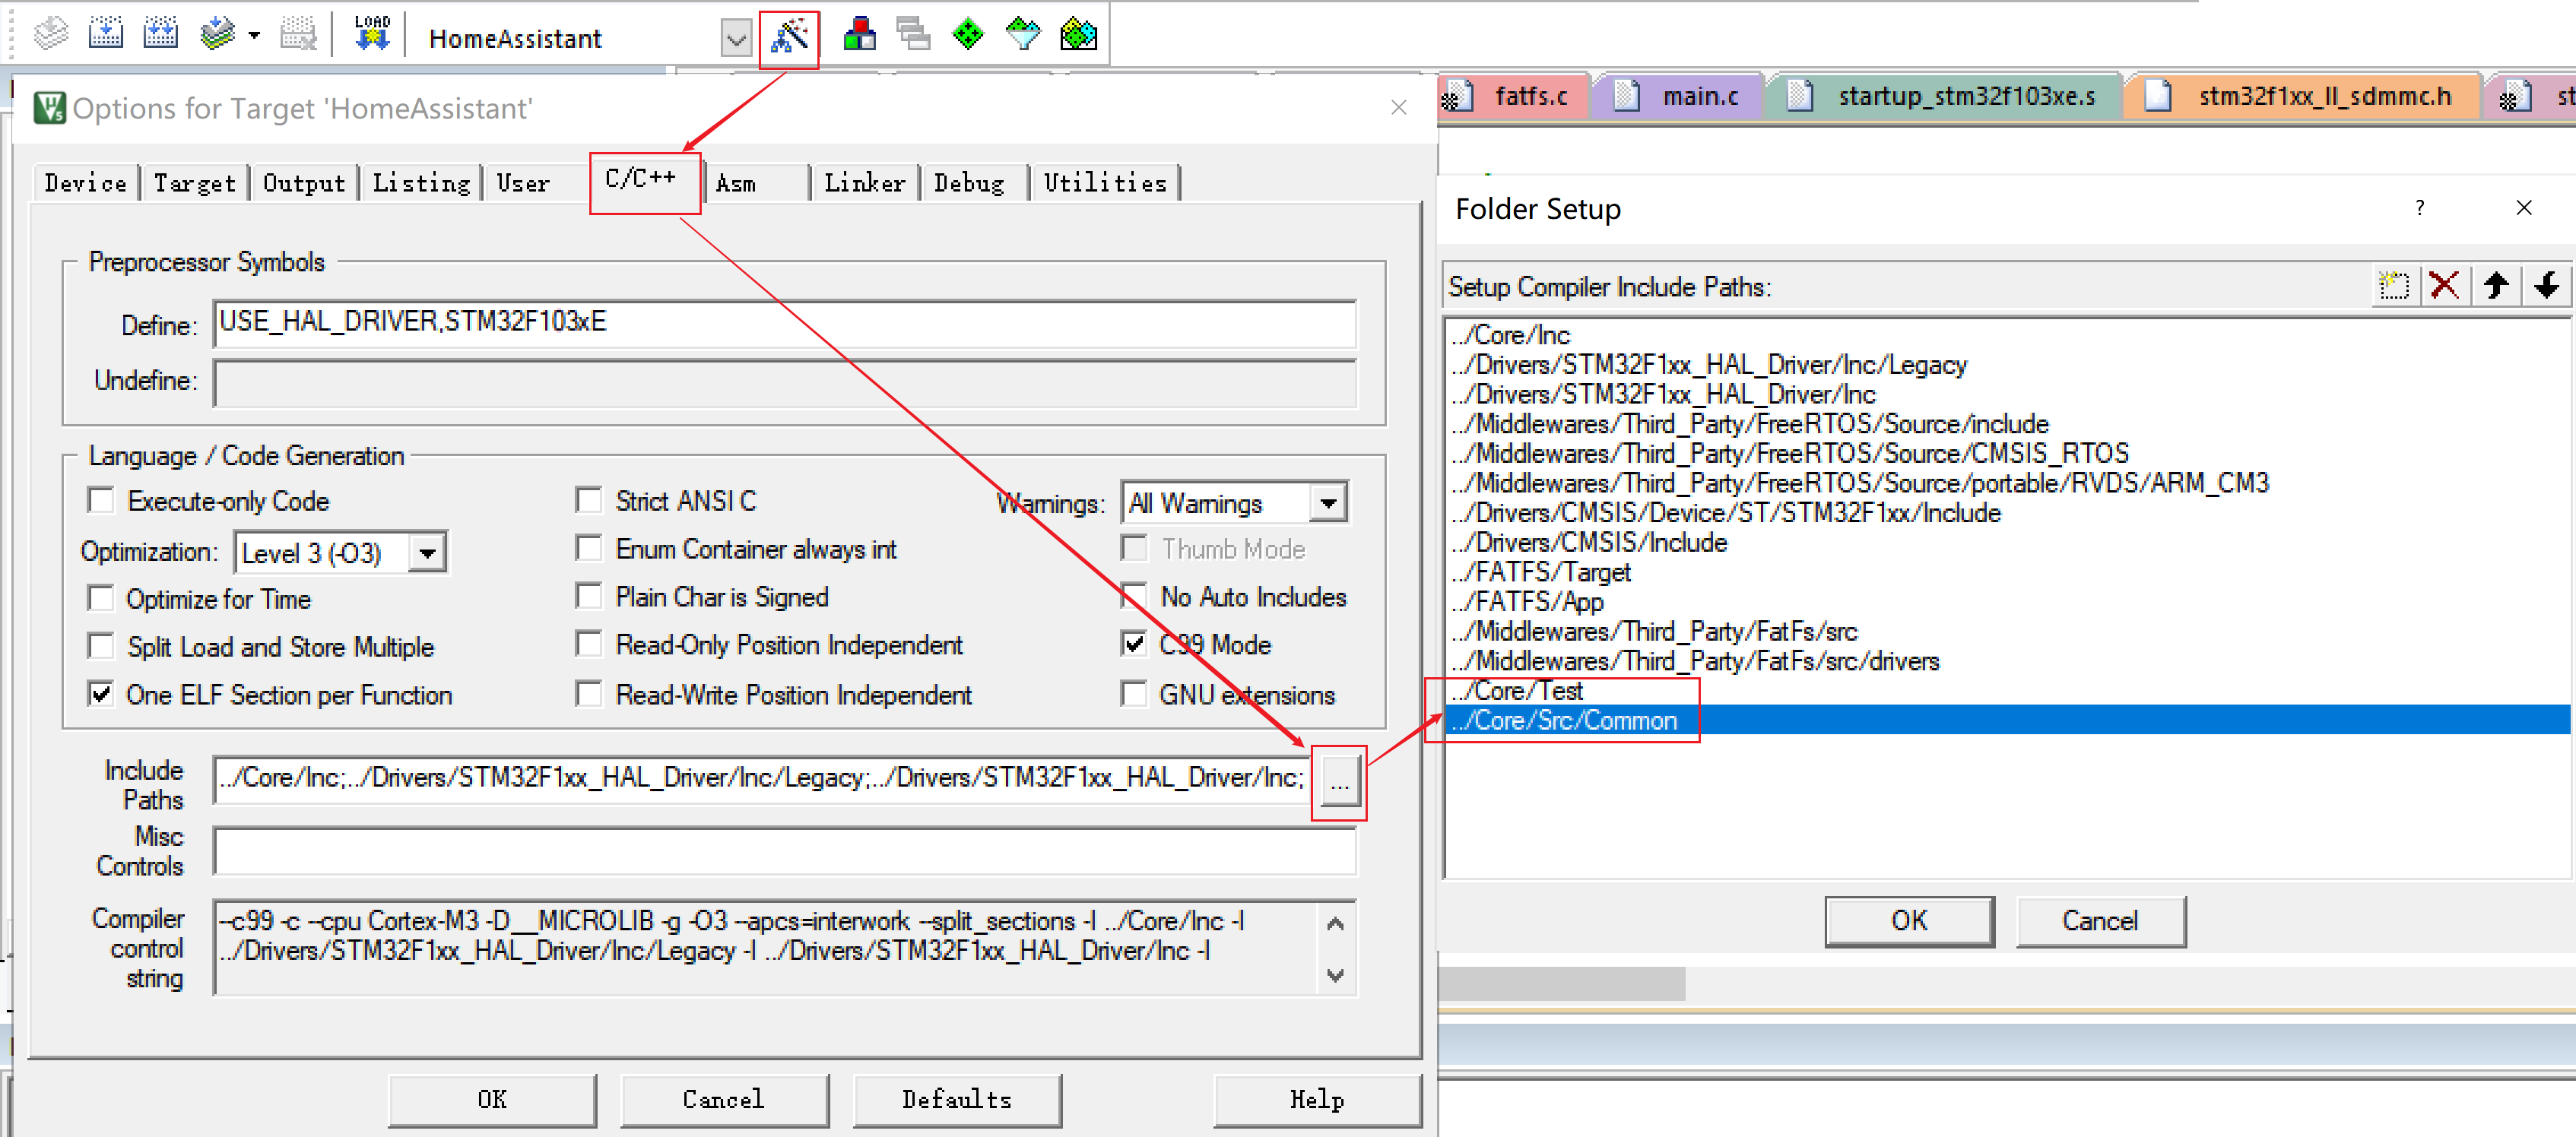 LOAD
HomeAssistant
Options for Target 'HomeAssistant'
fatfs.c
main.c
startup_stm32f103xe.s
stm32f1xx_ll_sdmmc.h
st
Device
Target
Output
Listing
User
C/C++
Asm
Linker
Debug
Utilities
Preprocessor Symbols
Define:
USE_HAL_DRIVER,STM32F103xE
Undefine:
Language / Code Generation
Execute-only Code
Strict ANSI C
Warnings:
All Warnings
Optimization:
Level 3 (-O3)
Enum Container always int
Thumb Mode
Optimize for Time
Plain Char is Signed
No Auto Includes
Split Load and Store Multiple
Read-Only Position Independent
C99 Mode
One ELF Section per Function
Read-Write Position Independent
GNU extensions
Include
Paths
../Core/Inc;../Drivers/STM32F1xx_HAL_Driver/Inc/Legacy;../Drivers/STM32F1xx_HAL_Driver/Inc;
...
Misc
Controls
Compiler
control
string
--c99 -c --cpu Cortex-M3 -D__MICROLIB -g -O3 --apcs=interwork --split_sections -I ../Core/Inc -I
../Drivers/STM32F1xx_HAL_Driver/Inc/Legacy -I ../Drivers/STM32F1xx_HAL_Driver/Inc -I
OK
Cancel
Defaults
Help
Folder Setup
?
Setup Compiler Include Paths:
../Core/Inc
../Drivers/STM32F1xx_HAL_Driver/Inc/Legacy
../Drivers/STM32F1xx_HAL_Driver/Inc
../Middlewares/Third_Party/FreeRTOS/Source/include
../Middlewares/Third_Party/FreeRTOS/Source/CMSIS_RTOS
../Middlewares/Third_Party/FreeRTOS/Source/portable/RVDS/ARM_CM3
../Drivers/CMSIS/Device/ST/STM32F1xx/Include
../Drivers/CMSIS/Include
../FATFS/Target
../FATFS/App
../Middlewares/Third_Party/FatFs/src
../Middlewares/Third_Party/FatFs/src/drivers
../Core/Test
../Core/Src/Common
OK
Cancel